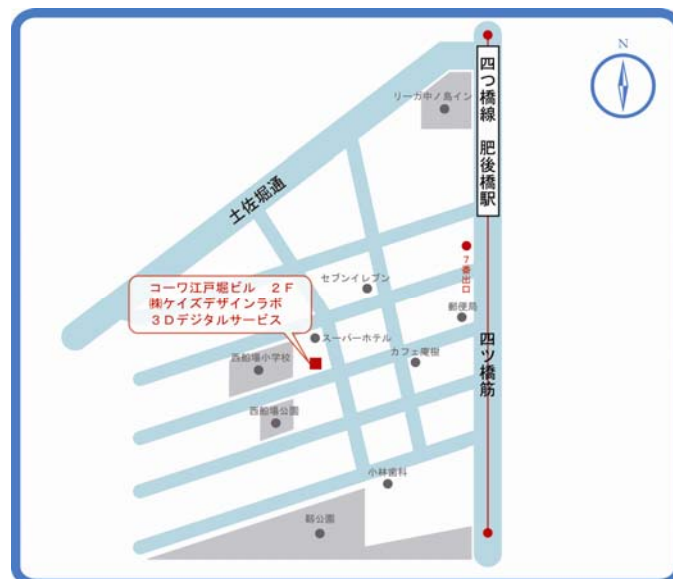 N
リーガ中ノ島イン
四つ橋線 肥後橋駅
土佐堀通
7番出口
セブンイレブン
コーワ江戸堀ビル 2F
㈱ケイズデザインラボ
3Dデジタルサービス
郵便局
スーパーホテル
四ツ橋筋
西船場小学校
カフェ
西船場公園
小林歯科
靱公園